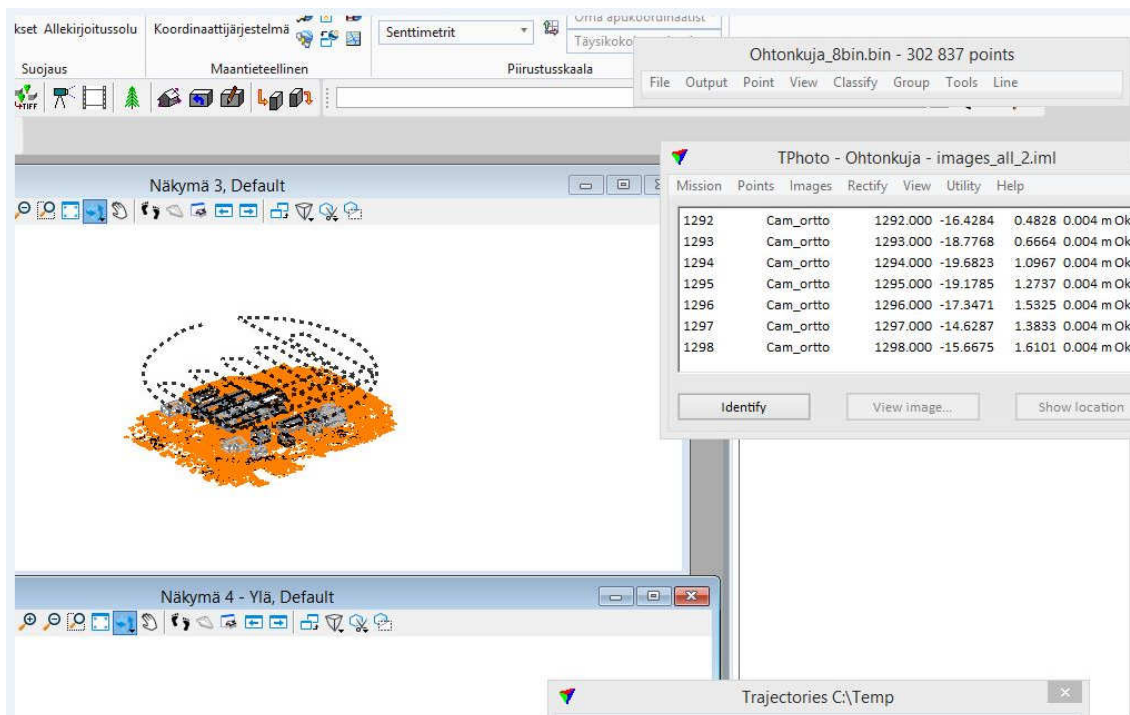 kset Allekirjoitussolu
Koordinaattijärjestelmä
Senttimetrit
Oma apukoordinaatist
Täysikoko
Suojaus
Maantieteellinen
Piirustusskaala
TIFF
Ohtonkuja_8bin.bin - 302 837 points
File Output Point View Classify Group Tools Line
TPhoto - Ohtonkuja - images_all_2.iml
Mission Points Images Rectify View Utility Help
1292 Cam_ortto 1292.000 -16.4284 0.4828 0.004 m Ok
1293 Cam_ortto 1293.000 -18.7768 0.6664 0.004 m Ok
1294 Cam_ortto 1294.000 -19.6823 1.0967 0.004 m Ok
1295 Cam_ortto 1295.000 -19.1785 1.2737 0.004 m Ok
1296 Cam_ortto 1296.000 -17.3471 1.5325 0.004 m Ok
1297 Cam_ortto 1297.000 -14.6287 1.3833 0.004 m Ok
1298 Cam_ortto 1298.000 -15.6675 1.6101 0.004 m Ok
Identify View image... Show location
Näkymä 3, Default
Näkymä 4 - Ylä, Default
Trajectories C:\Temp